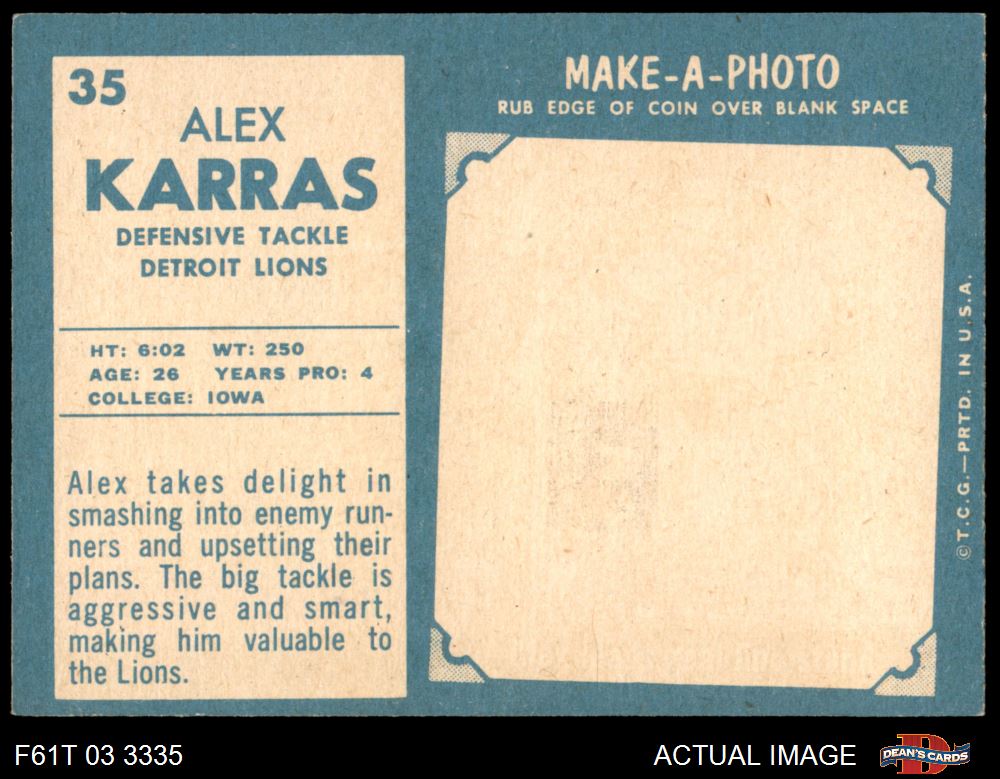 35
ALEX
KARRAS
DEFENSIVE TACKLE
DETROIT LIONS
HT: 6:02 WT: 250
AGE: 26 YEARS PRO: 4
COLLEGE: IOWA
Alex takes delight in
smashing into enemy run-
ners and upsetting their
plans. The big tackle is
aggressive and smart,
making him valuable to
the Lions.
MAKE-A-PHOTO
RUB EDGE OF COIN OVER BLANK SPACE
©T.C.G.—PRTD. IN U.S.A.
F61T 03 3335
ACTUAL IMAGE
D
DEAN'S CARDS